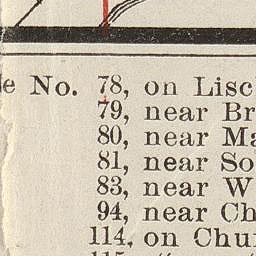 e No. 78, on Lisc
79, near Br
80, near Ma
81, near So
83, near W
94, near Ch
114, on Chu